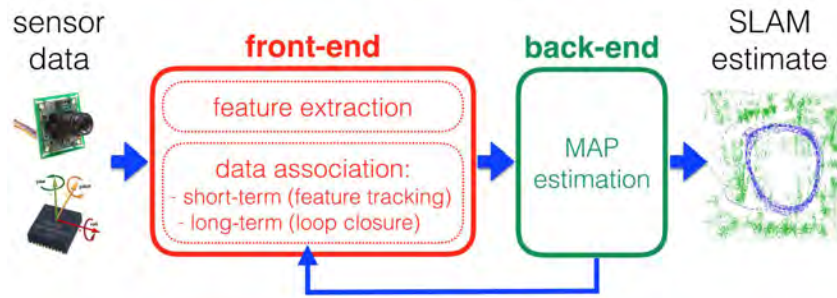 sensor
data
front-end
feature extraction
data association:
- short-term (feature tracking)
- long-term (loop closure)
back-end
MAP
estimation
SLAM
estimate